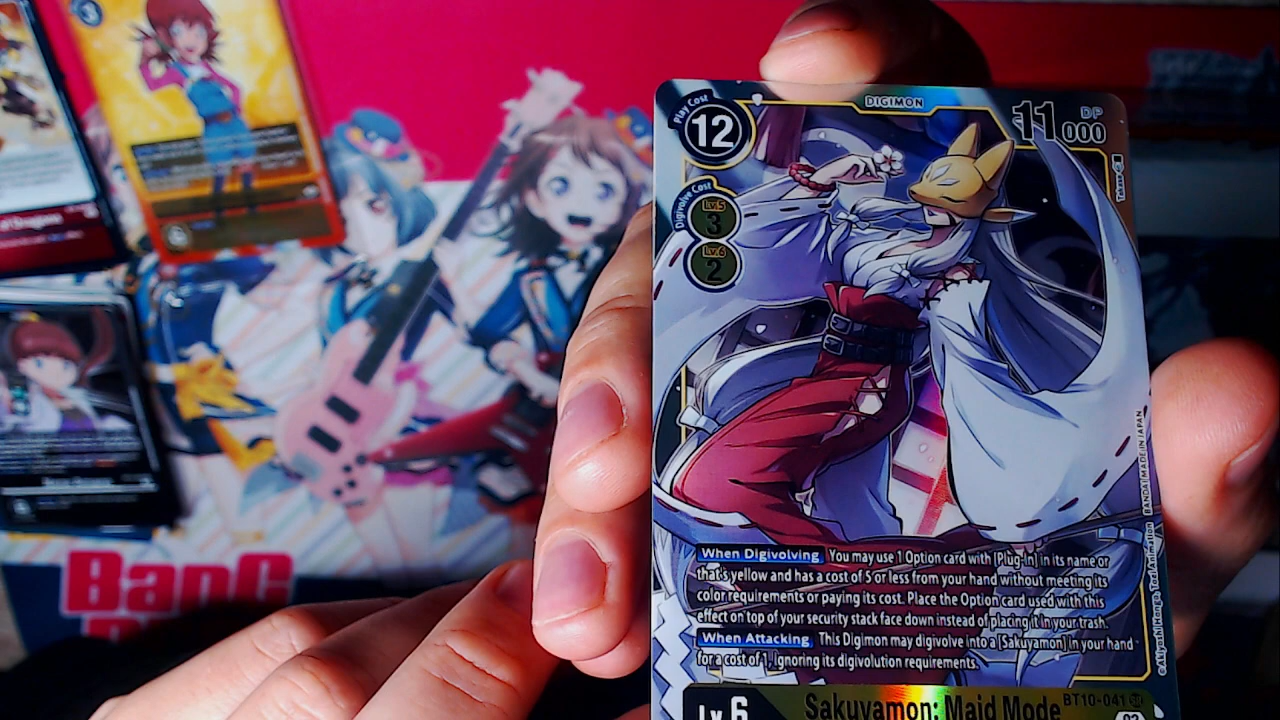 DIGIMON
Play Cost
12
11000
DP
Digivolve Cost
Lv.5
3
Lv.6
2
When Digivolving You may use 1 Option card with [Plug-In] in its name or
that's yellow and has a cost of 5 or less from your hand without meeting its
color requirements or paying its cost. Place the Option card used with this
effect on top of your security stack face down instead of placing it in your trash.
When Attacking This Digimon may digivolve into a [Sakuyamon] in your hand
for a cost of 1, ignoring its digivolution requirements.
©Akiyoshi Hongo, Toei Animation BANDAI MADE IN JAPAN
BT10-041
Lv.6
Sakuyamon: Maid Mode
3